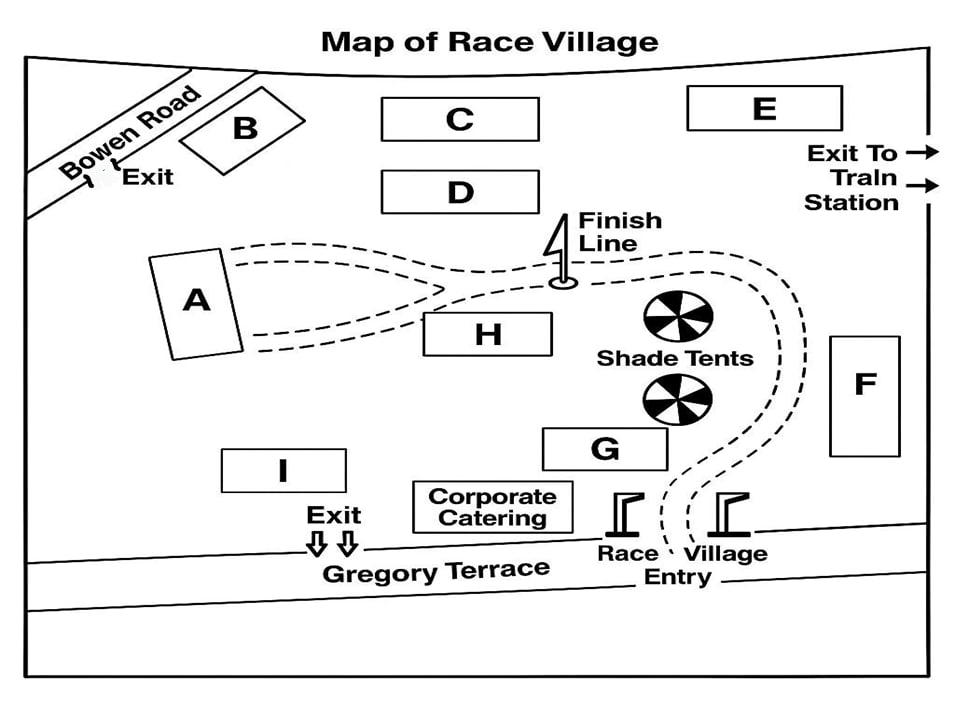 Map of Race Village
Bowen Road
B
C
E
Exit To
Traln
Station
Exit
D
Finish
Line
A
H
Shade Tents
F
G
I
Corporate
Catering
Exit
Race Village
Entry
Gregory Terrace